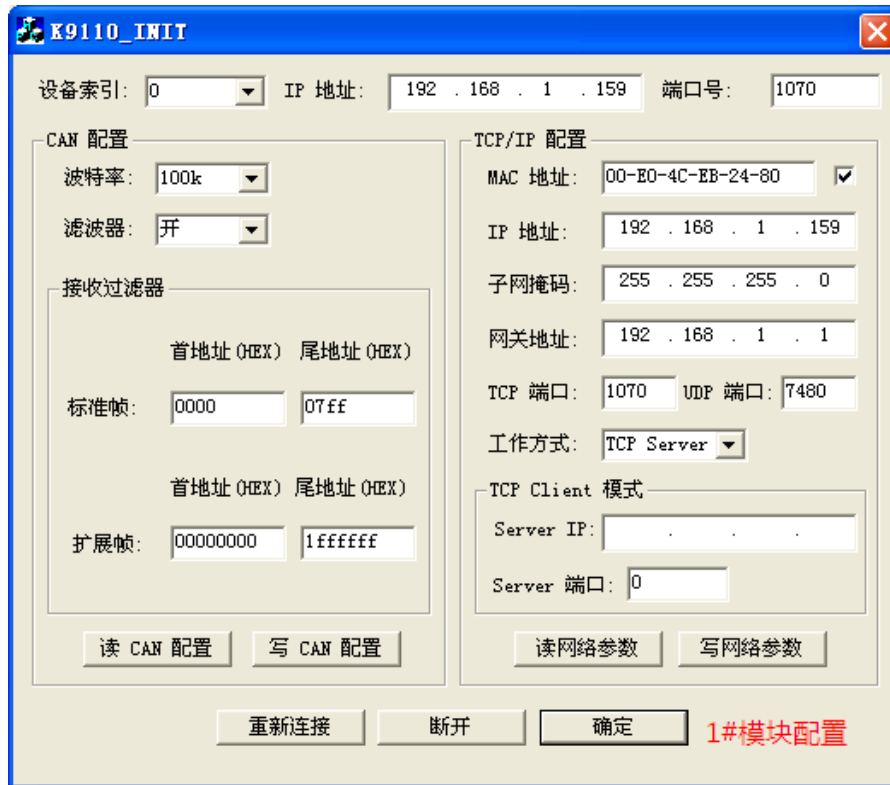 K9110_INIT
设备索引: 0 IP 地址: 192 . 168 . 1 . 159 端口号: 1070
CAN 配置
波特率: 100k
滤波器: 开
接收过滤器
首地址(HEX) 尾地址(HEX)
标准帧: 0000 07ff
首地址(HEX) 尾地址(HEX)
扩展帧: 00000000 1fffffff
读 CAN 配置 写 CAN 配置
TCP/IP 配置
MAC 地址: 00-E0-4C-EB-24-80
IP 地址: 192 . 168 . 1 . 159
子网掩码: 255 . 255 . 255 . 0
网关地址: 192 . 168 . 1 . 1
TCP 端口: 1070 UDP 端口: 7480
工作方式: TCP Server
TCP Client 模式
Server IP: . . .
Server 端口: 0
读网络参数 写网络参数
重新连接 断开 确定 1#模块配置